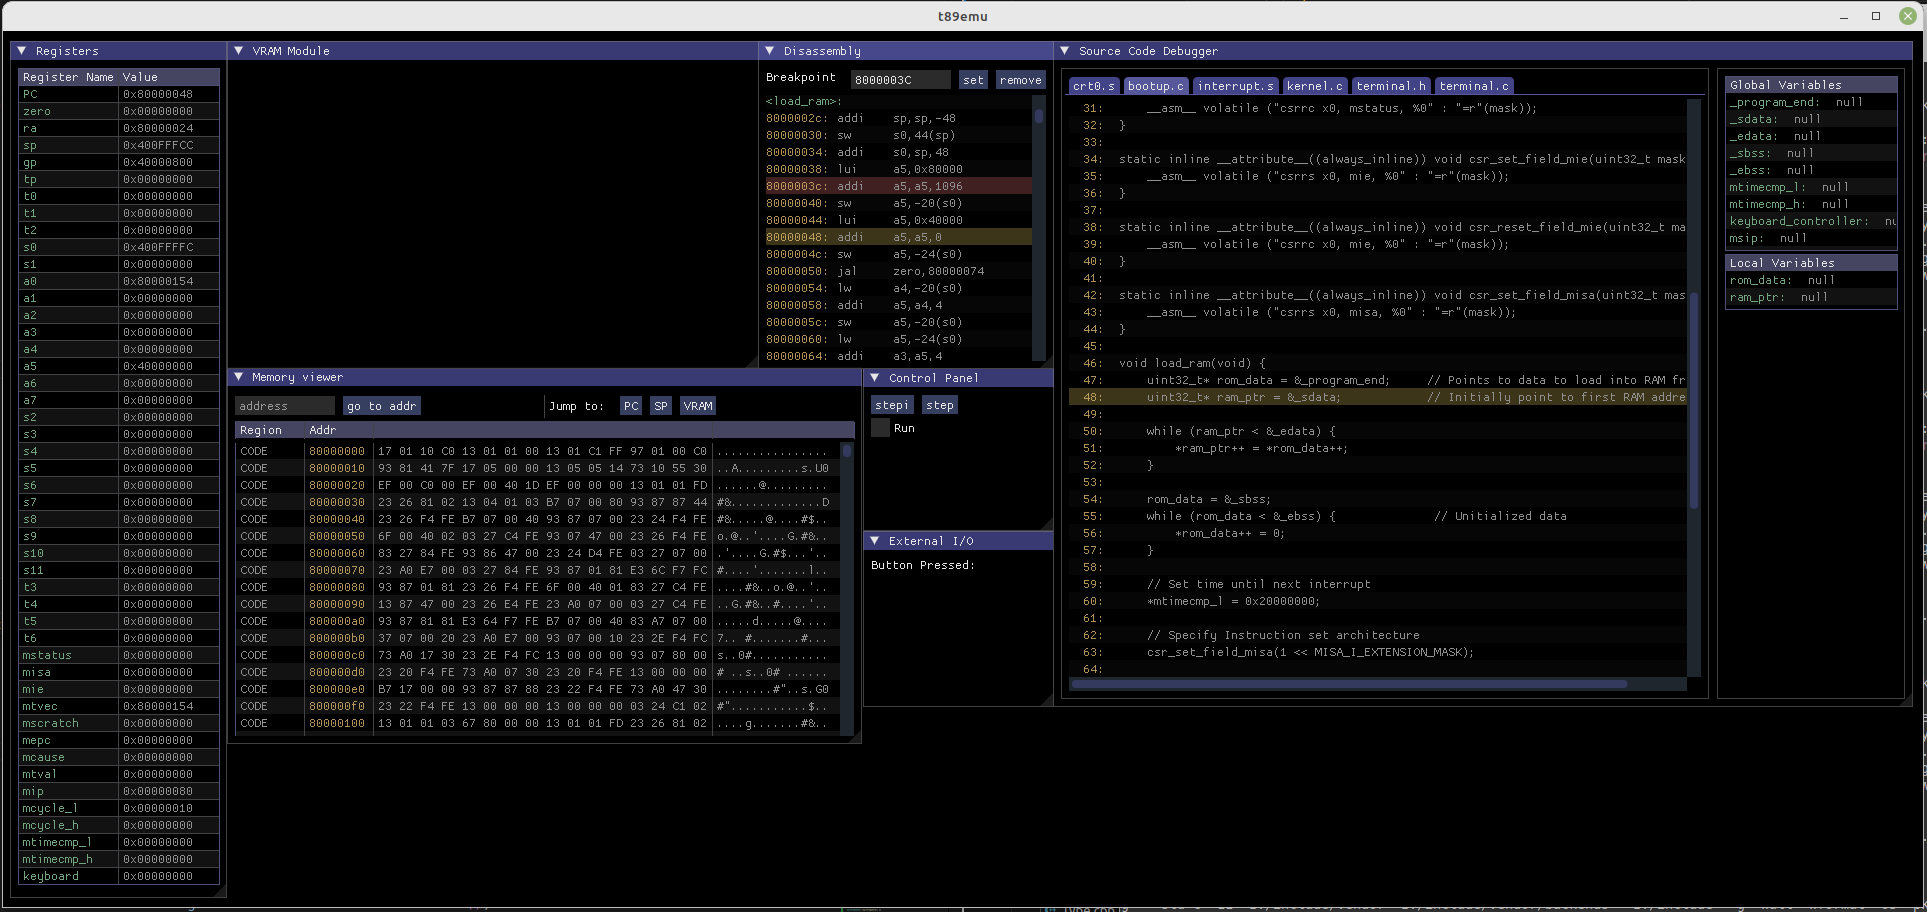 t89emu
Registers
Register Name Value
PC 0x80000048
zero 0x00000000
ra 0x80000024
sp 0x400FFFCC
gp 0x40000800
tp 0x00000000
t0 0x00000000
t1 0x00000000
t2 0x00000000
s0 0x400FFFFC
s1 0x00000000
a0 0x80000154
a1 0x00000000
a2 0x00000000
a3 0x00000000
a4 0x00000000
a5 0x40000000
a6 0x00000000
a7 0x00000000
s2 0x00000000
s3 0x00000000
s4 0x00000000
s5 0x00000000
s6 0x00000000
s7 0x00000000
s8 0x00000000
s9 0x00000000
s10 0x00000000
s11 0x00000000
t3 0x00000000
t4 0x00000000
t5 0x00000000
t6 0x00000000
mstatus 0x00000000
misa 0x00000000
mie 0x00000000
mtvec 0x80000154
mscratch 0x00000000
mepc 0x00000000
mcause 0x00000000
mtval 0x00000000
mip 0x00000080
mcycle_l 0x00000010
mcycle_h 0x00000000
mtimecmp_l 0x00000000
mtimecmp_h 0x00000000
keyboard 0x00000000
VRAM Module
Disassembly
Breakpoint 8000003C set remove
<load_ram>:
8000002c: addi sp,sp,-48
80000030: sw s0,44(sp)
80000034: addi s0,sp,48
80000038: lui a5,0x80000
8000003c: addi a5,a5,1096
80000040: sw a5,-20(s0)
80000044: lui a5,0x40000
80000048: addi a5,a5,0
8000004c: sw a5,-24(s0)
80000050: jal zero,80000074
80000054: lw a4,-20(s0)
80000058: addi a5,a4,4
8000005c: sw a5,-20(s0)
80000060: lw a5,-24(s0)
80000064: addi a3,a5,4
Memory viewer
address go to addr Jump to: PC SP VRAM
Region Addr
CODE 80000000 17 01 10 C0 13 01 01 00 13 01 C1 FF 97 01 00 C0 ................
CODE 80000010 93 81 41 7F 17 05 00 00 13 05 05 14 73 10 55 30 ..A.........s.U0
CODE 80000020 EF 00 C0 00 EF 00 40 1D EF 00 00 00 13 01 01 FD ......@.........
CODE 80000030 23 26 81 02 13 04 01 03 B7 07 00 80 93 87 87 44 #&.............D
CODE 80000040 23 26 F4 FE B7 07 00 40 93 87 07 00 23 24 F4 FE #&.....@....#$..
CODE 80000050 6F 00 40 02 03 27 C4 FE 93 07 47 00 23 26 F4 FE o.@..'....G.#&..
CODE 80000060 83 27 84 FE 93 86 47 00 23 24 D4 FE 03 27 07 00 .'....G.#$...'..
CODE 80000070 23 A0 E7 00 03 27 84 FE 93 87 01 81 E3 6C F7 FC #....'.......l..
CODE 80000080 93 87 01 81 23 26 F4 FE 6F 00 40 01 83 27 C4 FE ....#&..o.@..'..
CODE 80000090 13 87 47 00 23 26 E4 FE 23 A0 07 00 03 27 C4 FE ..G.#&..#....'..
CODE 800000a0 93 87 81 81 E3 64 F7 FE B7 07 00 40 83 A7 07 00 .....d.....@....
CODE 800000b0 37 07 00 20 23 A0 E7 00 93 07 00 10 23 2E F4 FC 7.. #.......#...
CODE 800000c0 73 A0 17 30 23 2E F4 FC 13 00 00 00 93 07 80 00 s..0#...........
CODE 800000d0 23 20 F4 FE 73 A0 07 30 23 20 F4 FE 13 00 00 00 # ..s..0# ......
CODE 800000e0 B7 17 00 00 93 87 87 88 23 22 F4 FE 73 A0 47 30 ........#"..s.G0
CODE 800000f0 23 22 F4 FE 13 00 00 00 13 00 00 00 03 24 C1 02 #"...........$..
CODE 80000100 13 01 01 03 67 80 00 00 13 01 01 FD 23 26 81 02 ....g.......#&..
Control Panel
stepi step
Run
External I/O
Button Pressed:
Source Code Debugger
crt0.s bootup.c interrupt.s kernel.c terminal.h terminal.c
31: __asm__ volatile ("csrrc x0, mstatus, %0" : "=r"(mask));
32: }
33:
34: static inline __attribute__((always_inline)) void csr_set_field_mie(uint32_t mask
35: __asm__ volatile ("csrrs x0, mie, %0" : "=r"(mask));
36: }
37:
38: static inline __attribute__((always_inline)) void csr_reset_field_mie(uint32_t m
39: __asm__ volatile ("csrrc x0, mie, %0" : "=r"(mask));
40: }
41:
42: static inline __attribute__((always_inline)) void csr_set_field_misa(uint32_t mas
43: __asm__ volatile ("csrrs x0, misa, %0" : "=r"(mask));
44: }
45:
46: void load_ram(void) {
47: uint32_t* rom_data = &_program_end; // Points to data to load into RAM fr
48: uint32_t* ram_ptr = &_sdata; // Initially point to first RAM addre
49:
50: while (ram_ptr < &_edata) {
51: *ram_ptr++ = *rom_data++;
52: }
53:
54: rom_data = &_sbss;
55: while (rom_data < &_ebss) { // Unitialized data
56: *rom_data++ = 0;
57: }
58:
59: // Set time until next interrupt
60: *mtimecmp_l = 0x20000000;
61:
62: // Specify Instruction set architecture
63: csr_set_field_misa(1 << MISA_I_EXTENSION_MASK);
64:
Global Variables
_program_end: null
_sdata: null
_edata: null
_sbss: null
_ebss: null
mtimecmp_l: null
mtimecmp_h: null
keyboard_controller: nu
msip: null
Local Variables
rom_data: null
ram_ptr: null